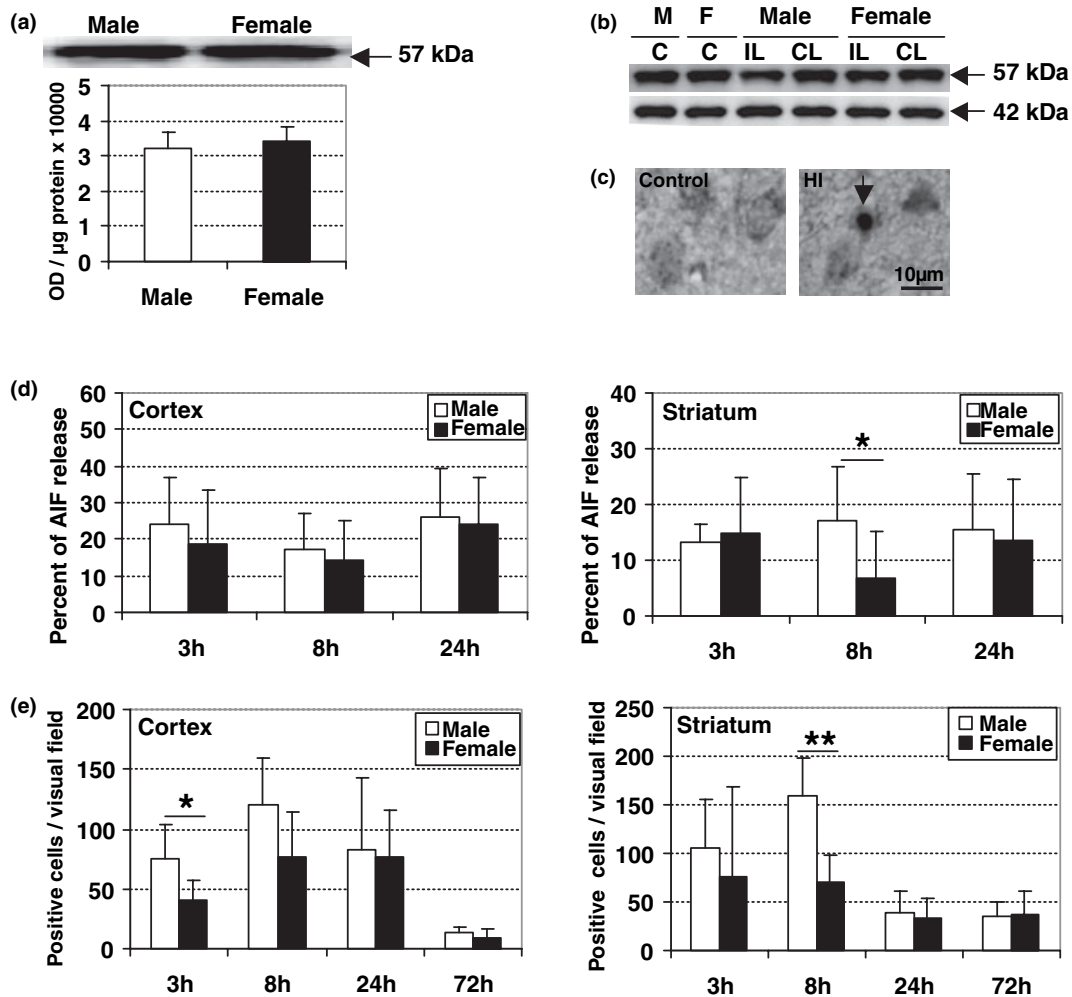 (a)
Male Female
57 kDa
OD / µg protein x 10000
5
4
3
2
1
0
Male Female
(b)
M F Male Female
C C IL CL IL CL
57 kDa
42 kDa
(c)
Control
HI
10µm
(d)
Percent of AIF release
60
50
40
30
20
10
0
Cortex
Male
Female
3h 8h 24h
Percent of AIF release
40
30
20
10
0
Striatum
Male
Female
*
3h 8h 24h
(e)
Positive cells / visual field
200
150
100
50
0
Cortex
Male
Female
*
3h 8h 24h 72h
Positive cells / visual field
250
200
150
100
50
0
Striatum
Male
Female
**
3h 8h 24h 72h